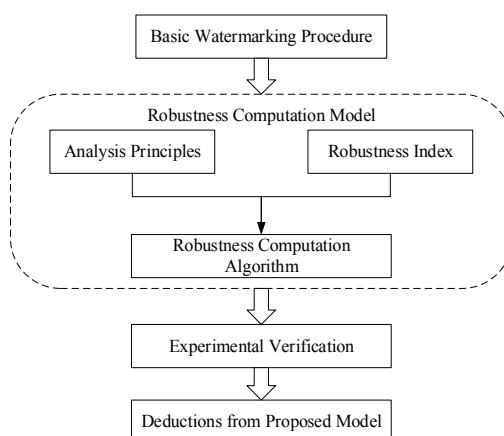 Basic Watermarking Procedure
Robustness Computation Model
Analysis Principles
Robustness Index
Robustness Computation
Algorithm
Experimental Verification
Deductions from Proposed Model